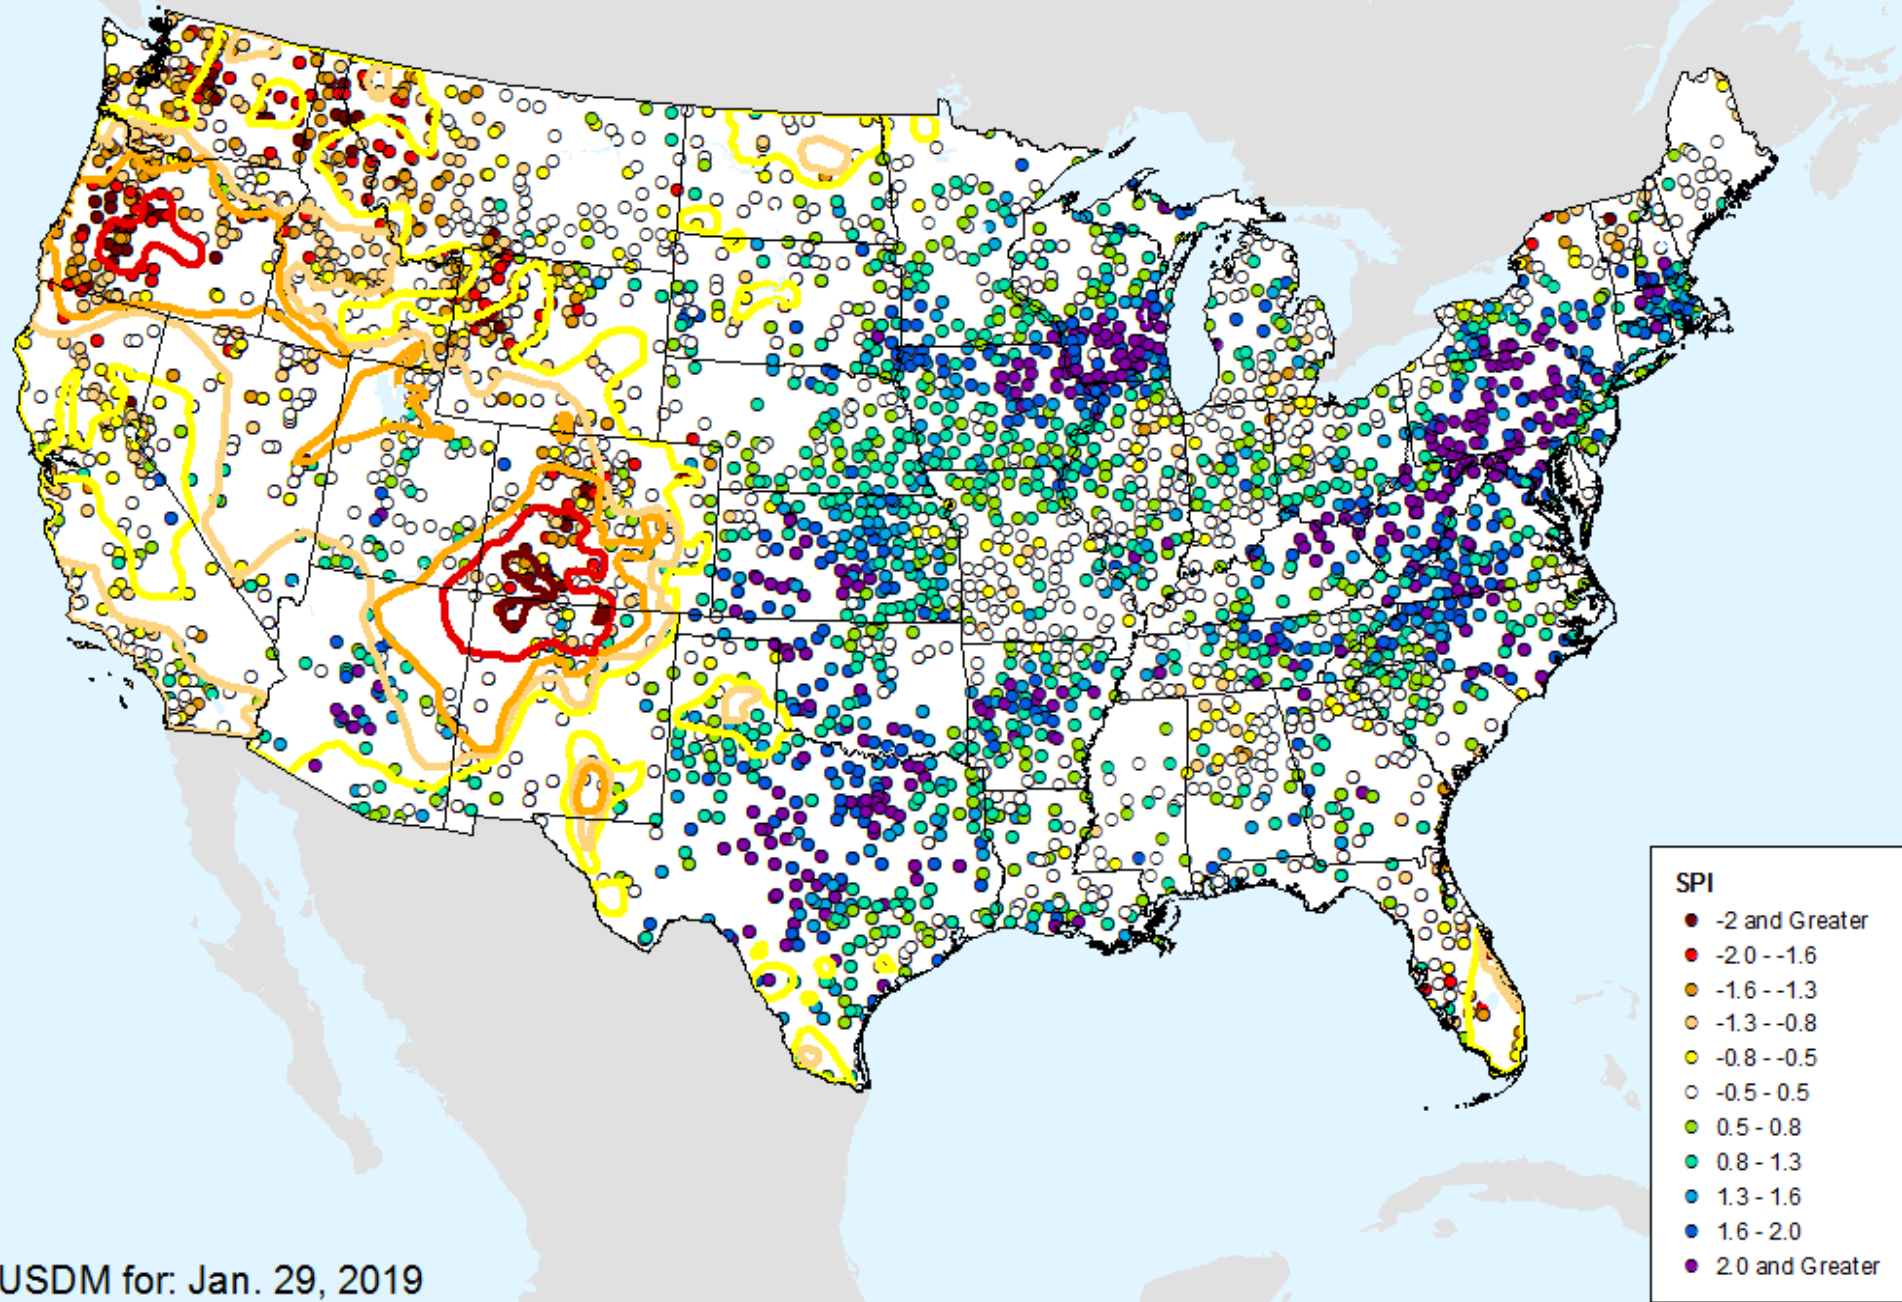 SPI
-2 and Greater
-2.0 - -1.6
-1.6 - -1.3
-1.3 - -0.8
-0.8 - -0.5
-0.5 - 0.5
0.5 - 0.8
0.8 - 1.3
1.3 - 1.6
1.6 - 2.0
2.0 and Greater
USDM for: Jan. 29, 2019